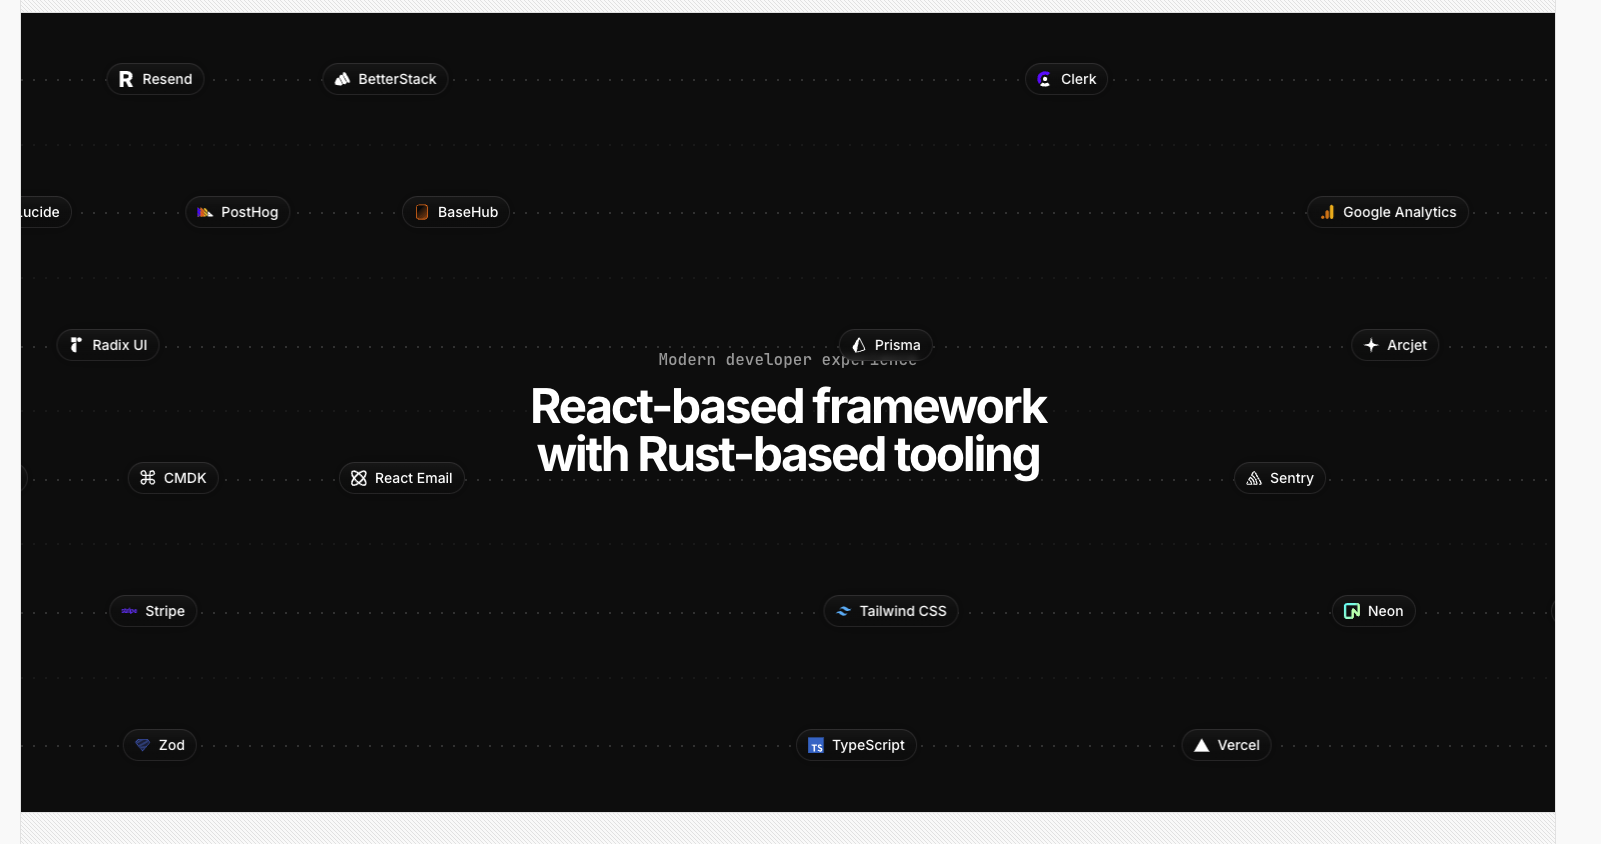 Resend
BetterStack
Clerk
ucide
PostHog
BaseHub
Google Analytics
Radix UI
Prisma
Arcjet
Modern developer experience
React-based framework
with Rust-based tooling
CMDK
React Email
Sentry
Stripe
Tailwind CSS
Neon
Zod
TS TypeScript
Vercel